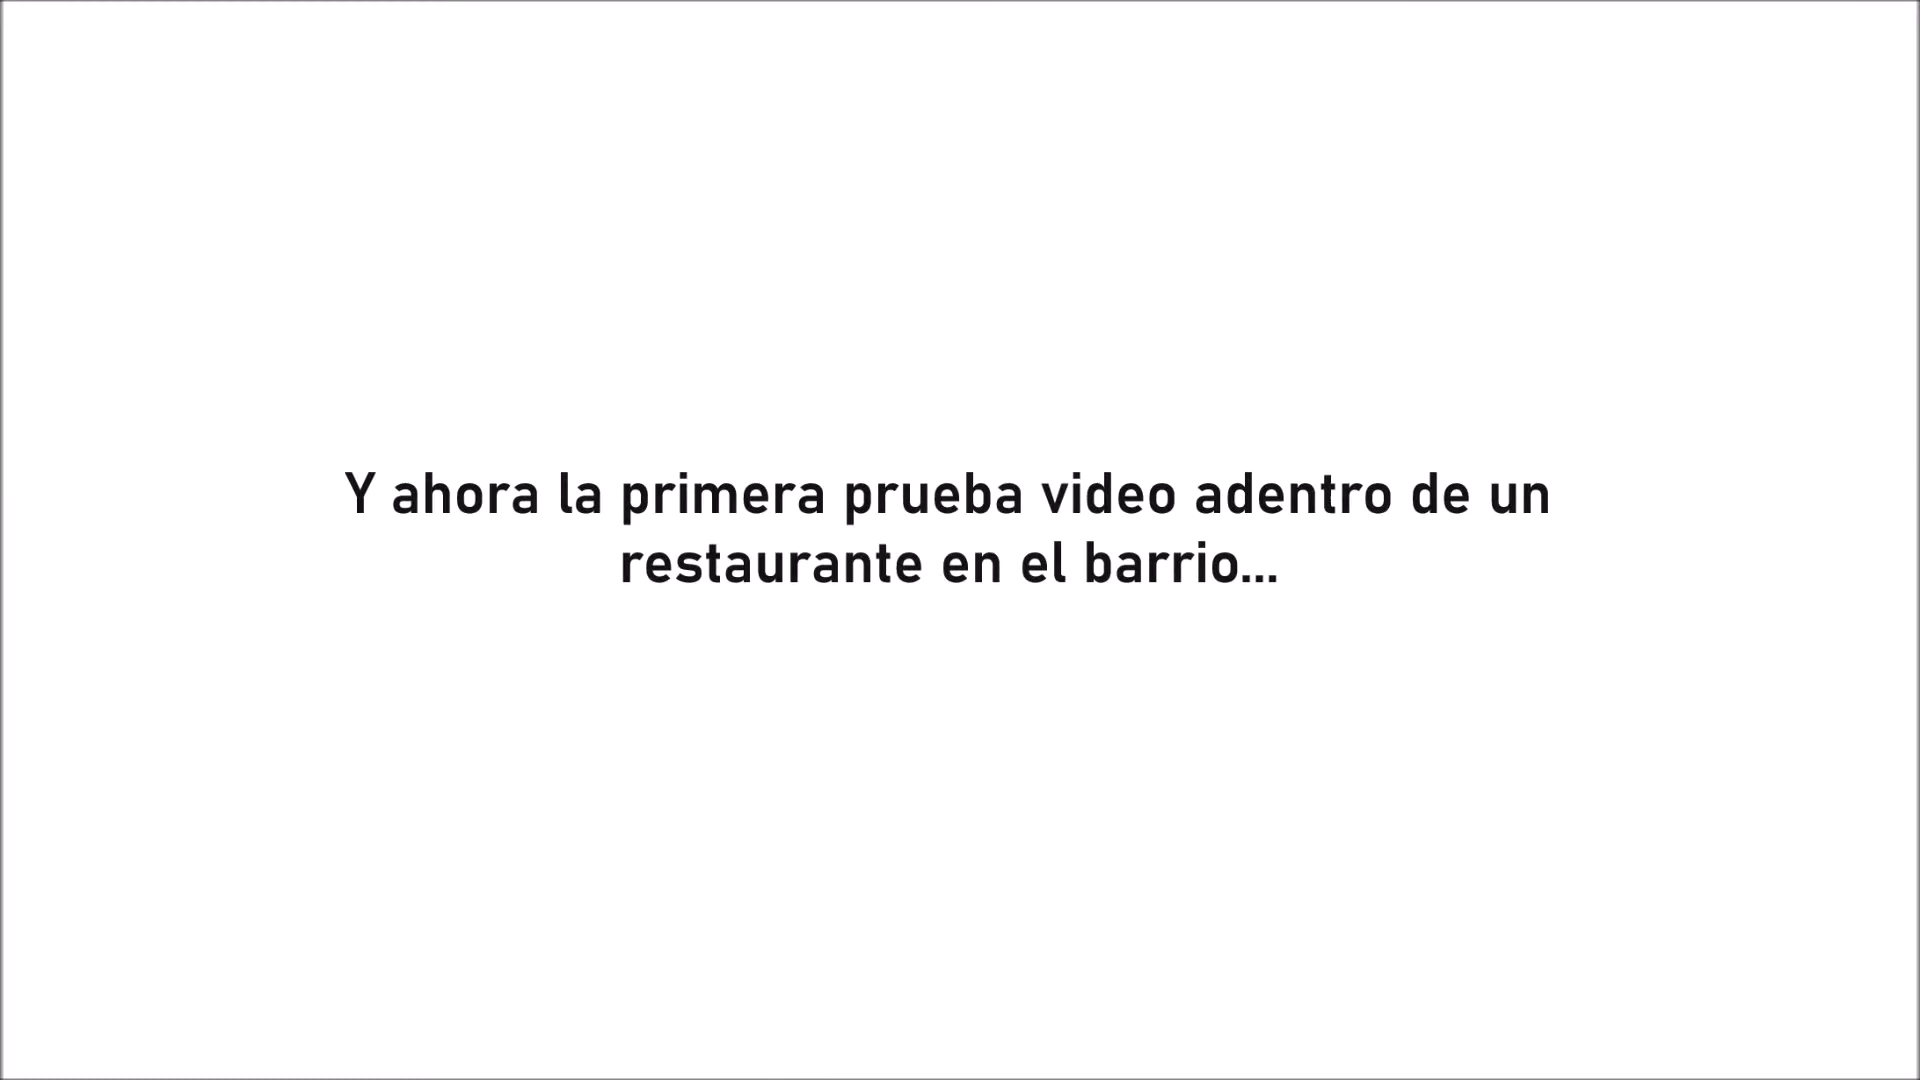 Y ahora la primera prueba video adentro de un
restaurante en el barrio...